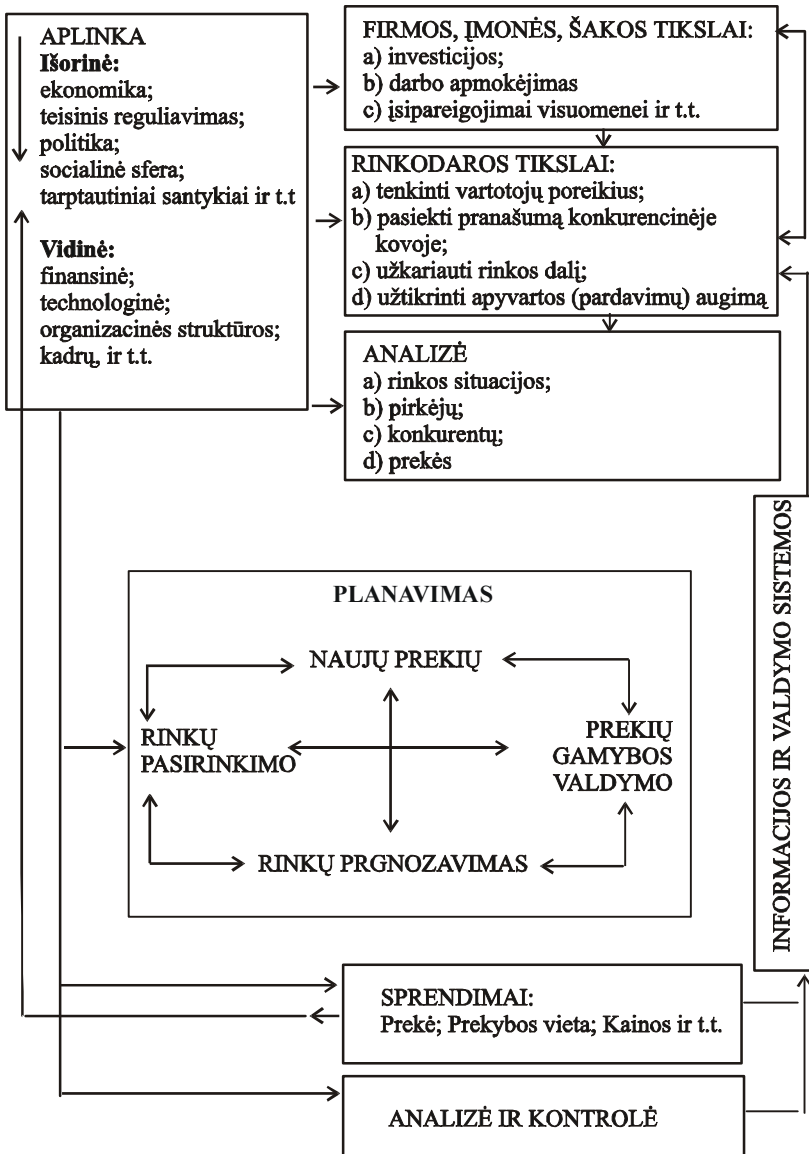 APLINKA
Išorinė:
ekonomika;
teisinis reguliavimas;
politika;
socialinė sfera;
tarptautiniai santykiai ir t.t
Vidinė:
finansinė;
technologinė;
organizacinės struktūros;
kadrų, ir t.t.
FIRMOS, ĮMONĖS, ŠAKOS TIKSLAI:
a) investicijos;
b) darbo apmokėjimas
c) įsipareigojimai visuomenei ir t.t.
RINKODAROS TIKSLAI:
a) tenkinti vartotojų poreikius;
b) pasiekti pranašumą konkurencinėje
kovoje;
c) užkariauti rinkos dalį;
d) užtikrinti apyvartos (pardavimų) augimą
ANALIZĖ
a) rinkos situacijos;
b) pirkėjų;
c) konkurentų;
d) prekės
PLANAVIMAS
NAUJŲ PREKIŲ
RINKŲ
PASIRINKIMO
PREKIŲ
GAMYBOS
VALDYMO
RINKŲ PRGNOZAVIMAS
INFORMACIJOS IR VALDYMO SISTEMOS
SPRENDIMAI:
Prekė; Prekybos vieta; Kainos ir t.t.
ANALIZĖ IR KONTROLĖ